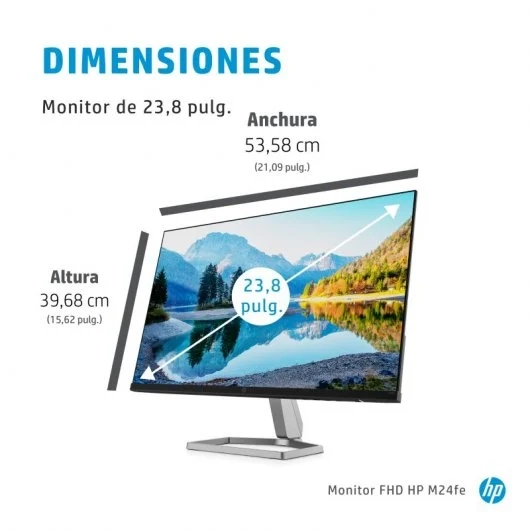 DIMENSIONES
Monitor de 23,8 pulg.
Anchura
53,58 cm
(21,09 pulg.)
Altura
39,68 cm
(15,62 pulg.)
23,8
pulg.
Monitor FHD HP M24fe
hp